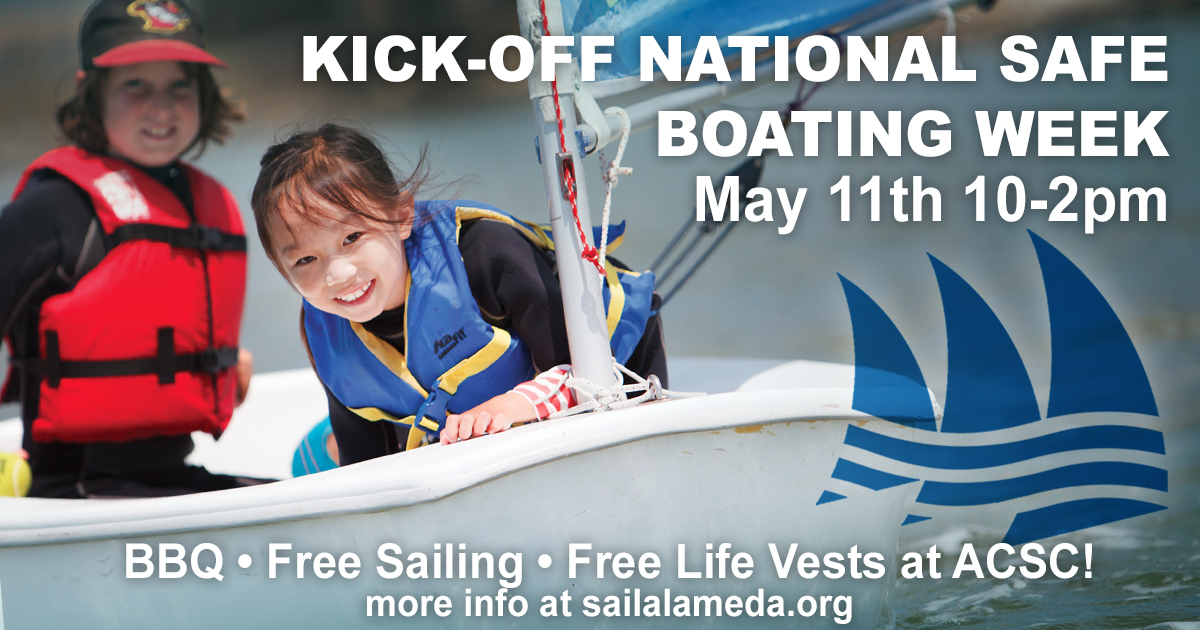 KICK-OFF NATIONAL SAFE
BOATING WEEK
May 11th 10-2pm
BBQ • Free Sailing • Free Life Vests at ACSC!
more info at sailalameda.org